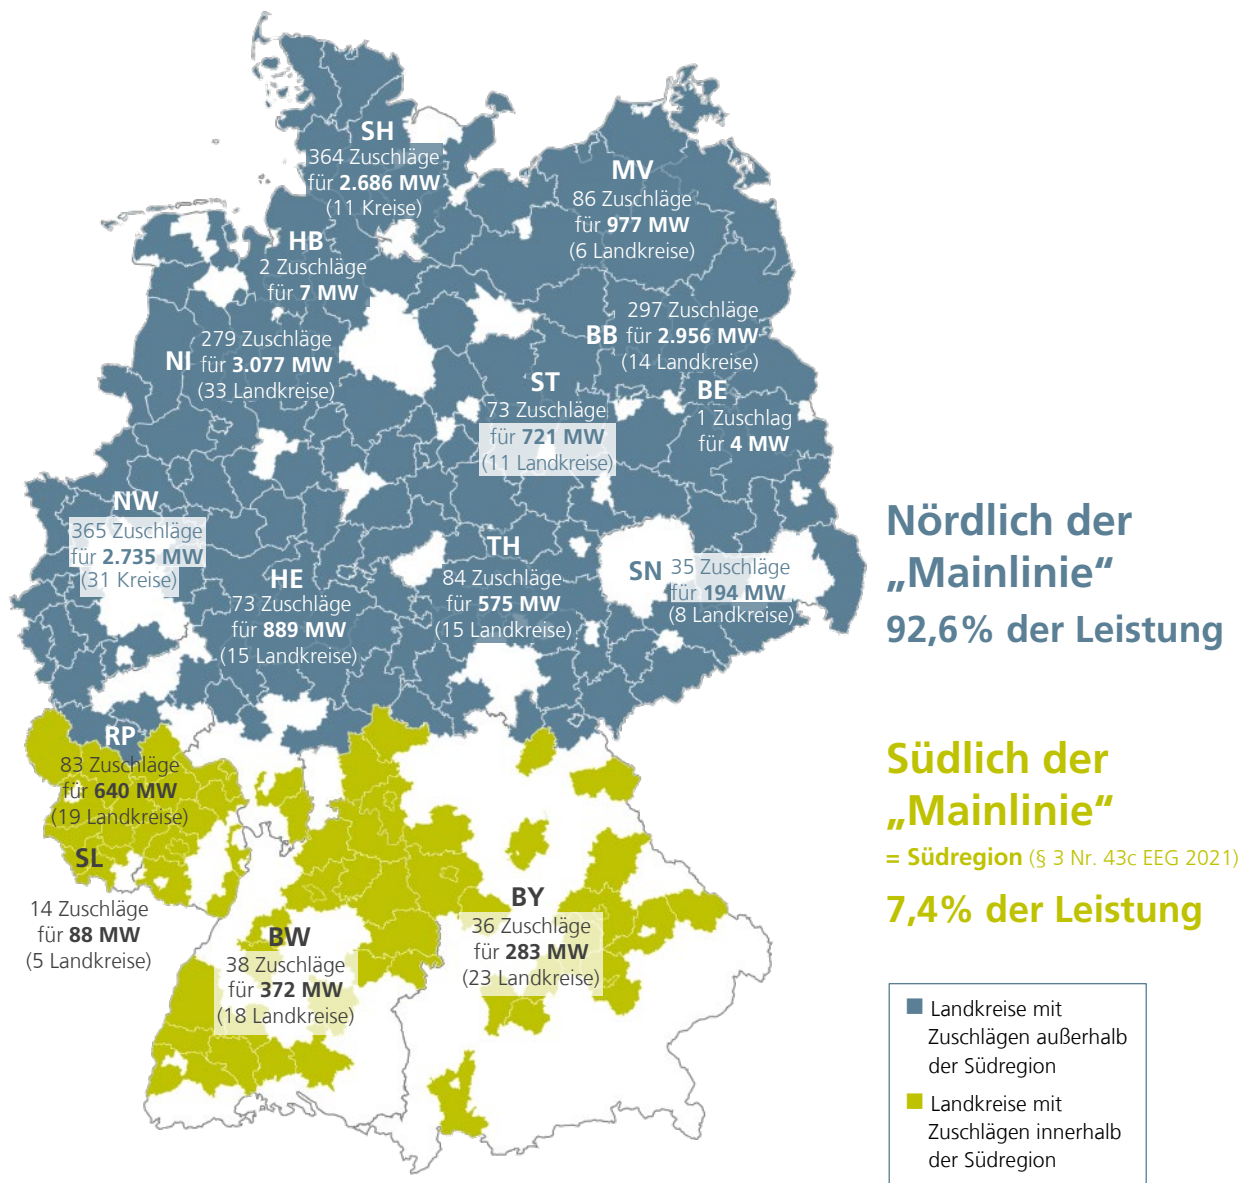 SH
364 Zuschläge
für 2.686 MW
(11 Kreise)
MV
86 Zuschläge
für 977 MW
(6 Landkreise)
HB
2 Zuschläge
für 7 MW
279 Zuschläge
NI für 3.077 MW
(33 Landkreise)
297 Zuschläge
BB für 2.956 MW
(14 Landkreise)
ST
73 Zuschläge
für 721 MW
(11 Landkreise)
BE
1 Zuschlag
für 4 MW
NW
365 Zuschläge
für 2.735 MW
(31 Kreise)
HE
73 Zuschläge
für 889 MW
(15 Landkreise)
TH
84 Zuschläge
für 575 MW
(15 Landkreise)
SN 35 Zuschläge
für 194 MW
(8 Landkreise)
RP
83 Zuschläge
für 640 MW
(19 Landkreise)
SL
14 Zuschläge
für 88 MW
(5 Landkreise)
BW
38 Zuschläge
für 372 MW
(18 Landkreise)
BY
36 Zuschläge
für 283 MW
(23 Landkreise)
Nördlich der
„Mainlinie“
92,6% der Leistung
Südlich der
„Mainlinie“
= Südregion (§ 3 Nr. 43c EEG 2021)
7,4% der Leistung
Landkreise mit
Zuschlägen außerhalb
der Südregion
Landkreise mit
Zuschlägen innerhalb
der Südregion